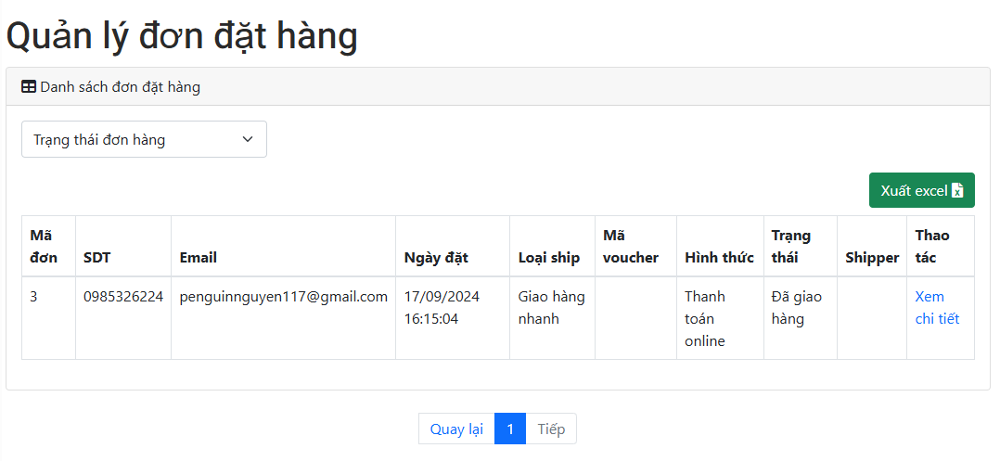 Quản lý đơn đặt hàng
Danh sách đơn đặt hàng
Trạng thái đơn hàng
Xuất excel
Mã đơn SDT Email Ngày đặt Loại ship Mã voucher Hình thức Trạng thái Shipper Thao tác
3 0985326224 penguinnguyen117@gmail.com 17/09/2024 16:15:04 Giao hàng nhanh Thanh toán online Đã giao hàng Xem chi tiết
Quay lại 1 Tiếp